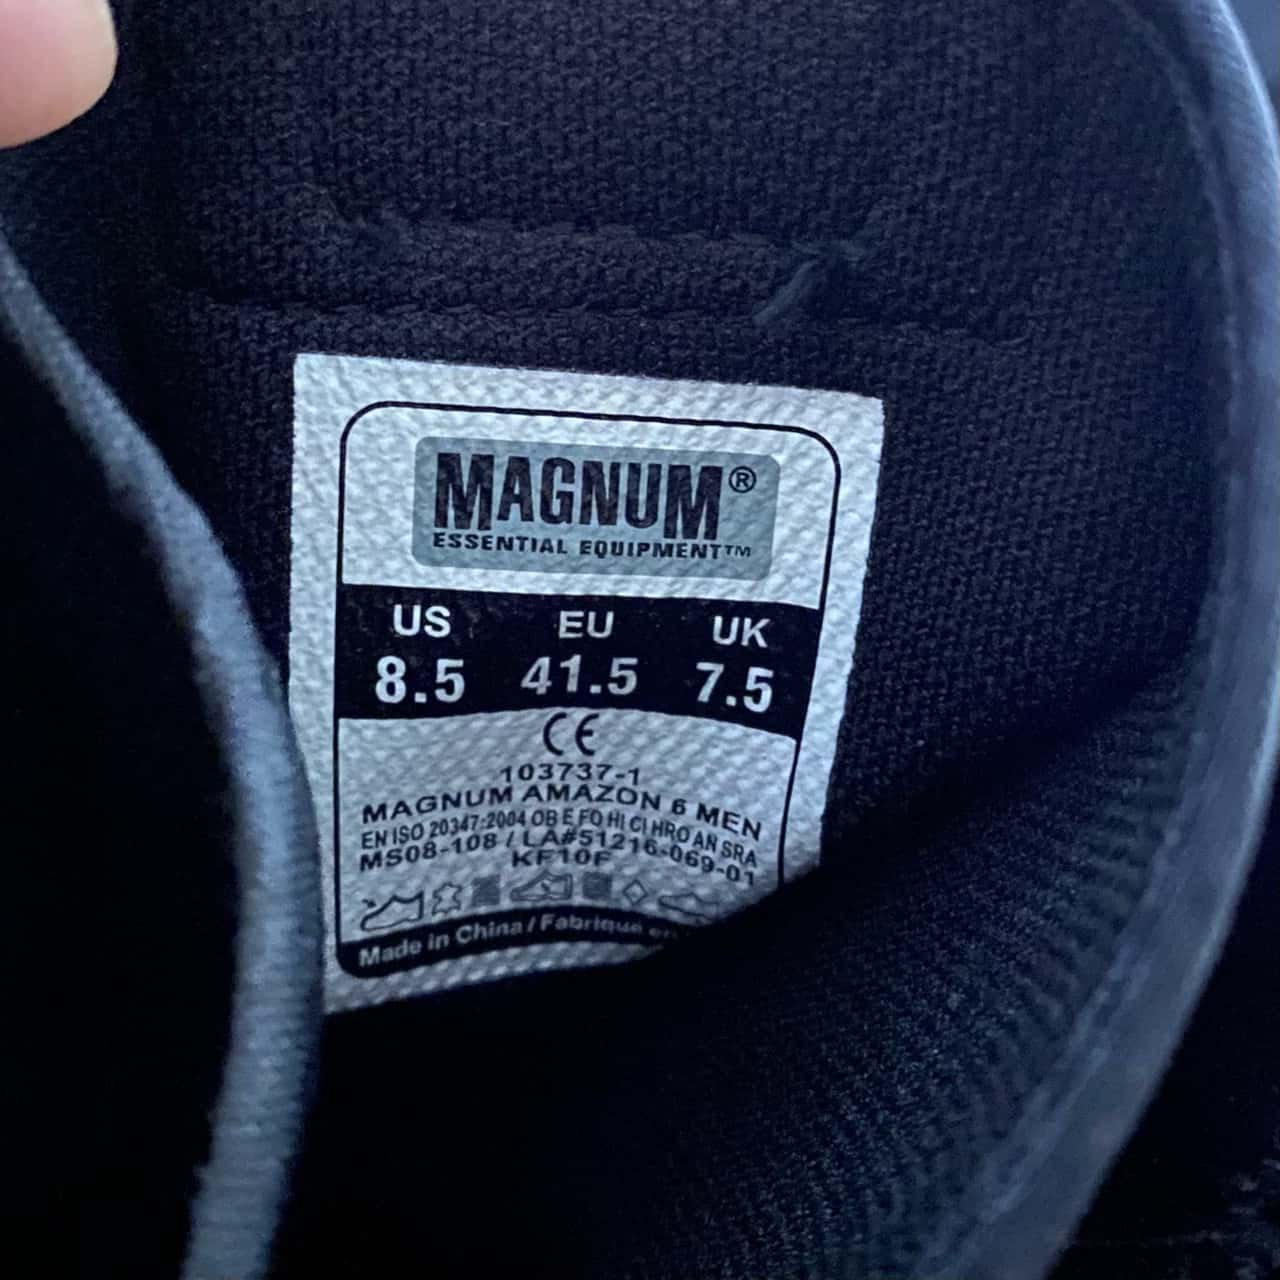 MAGNUM®
ESSENTIAL EQUIPMENT™
US EU UK
8.5 41.5 7.5
CE
103737-1
MAGNUM AMAZON 6 MEN
EN ISO 20347:2004 OB E FO HI CI HRO AN SRA
MS08-108 / LA#51216-069-01
KF10F
Made in China / Fabriqué en